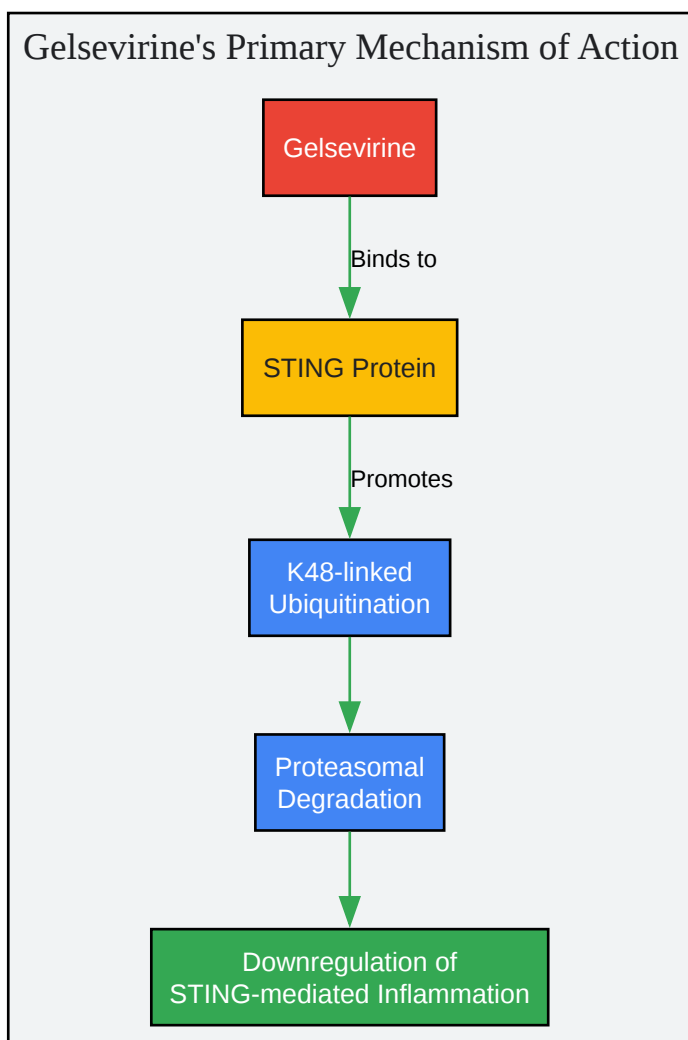 Gelsevirine's Primary Mechanism of Action
Gelsevirine
Binds to
STING Protein
Promotes
K48-linked
Ubiquitination
Proteasomal
Degradation
Downregulation of
STING-mediated Inflammation